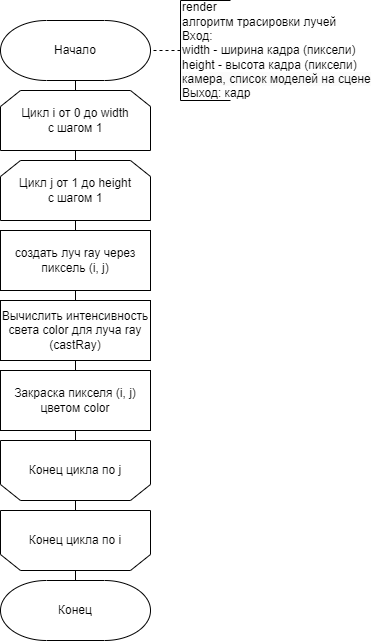 render
алгоритм трасировки лучей
Вход:
width - ширина кадра (пиксели)
height - высота кадра (пиксели)
камера, список моделей на сцене
Выход: кадр
Начало
Цикл i от 0 до width
с шагом 1
Цикл j от 1 до height
с шагом 1
создать луч ray через
пиксель (i, j)
Вычислить интенсивность
света color для луча ray
(castRay)
Закраска пикселя (i, j)
цветом color
Конец цикла по j
Конец цикла по i
Конец